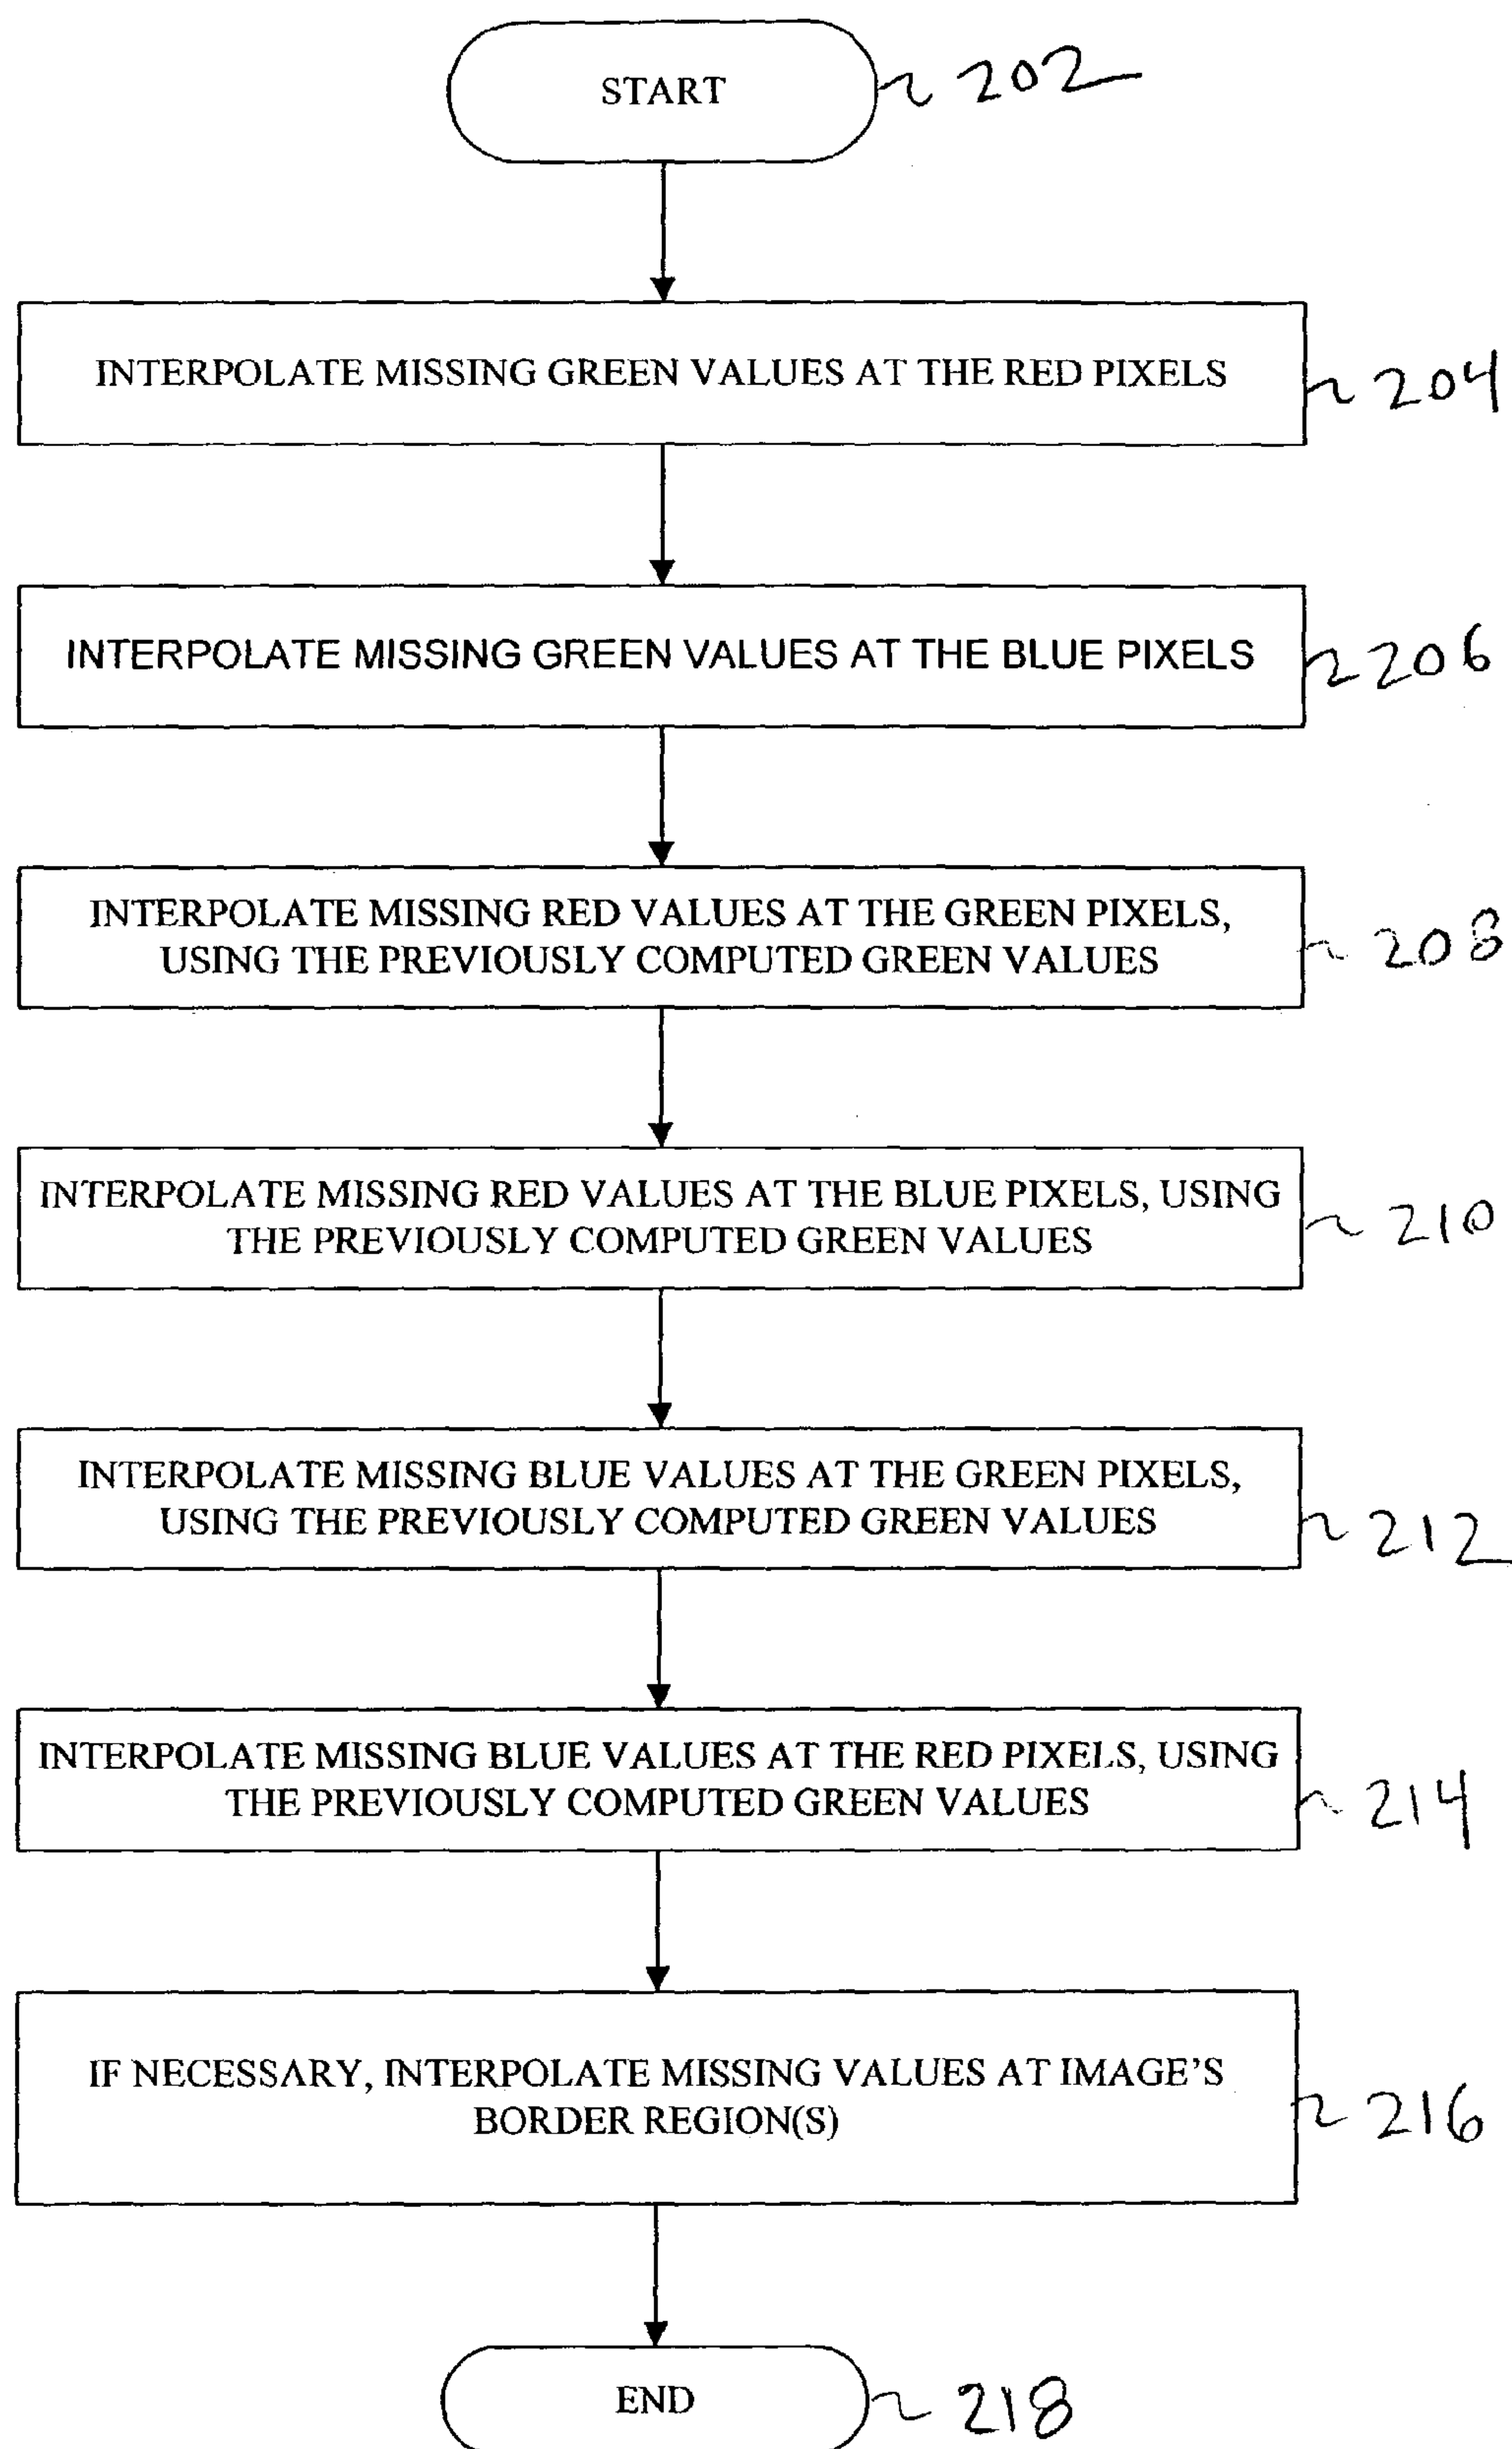 START
202
INTERPOLATE MISSING GREEN VALUES AT THE RED PIXELS
204
INTERPOLATE MISSING GREEN VALUES AT THE BLUE PIXELS
206
INTERPOLATE MISSING RED VALUES AT THE GREEN PIXELS,
USING THE PREVIOUSLY COMPUTED GREEN VALUES
208
INTERPOLATE MISSING RED VALUES AT THE BLUE PIXELS, USING
THE PREVIOUSLY COMPUTED GREEN VALUES
210
INTERPOLATE MISSING BLUE VALUES AT THE GREEN PIXELS,
USING THE PREVIOUSLY COMPUTED GREEN VALUES
212
INTERPOLATE MISSING BLUE VALUES AT THE RED PIXELS, USING
THE PREVIOUSLY COMPUTED GREEN VALUES
214
IF NECESSARY, INTERPOLATE MISSING VALUES AT IMAGE'S
BORDER REGION(S)
216
END
218